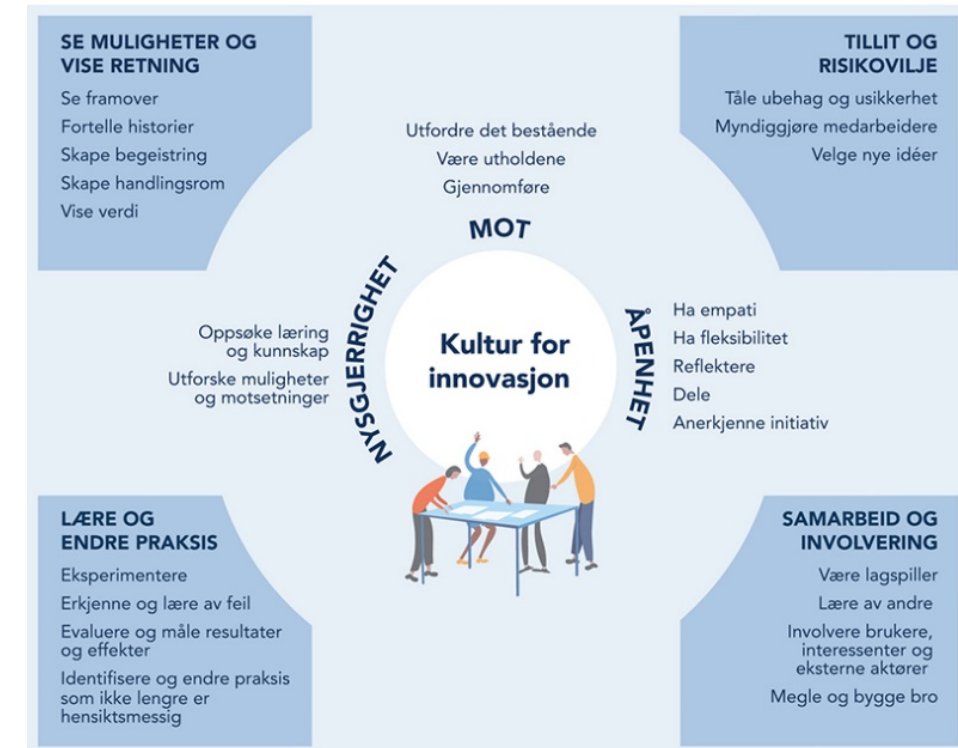 SE MULIGHETER OG
VISE RETNING
Se framover
Fortelle historier
Skape begeistring
Skape handlingsrom
Vise verdi
TILLIT OG
RISIKOVILJE
Tåle ubehag og usikkerhet
Myndiggjøre medarbeidere
Velge nye idéer
Utfordre det bestående
Være utholdene
Gjennomføre
MOT
NYSGJERRIGHET
Oppsøke læring
og kunnskap
Utforske muligheter
og motsetninger
Kultur for
innovasjon
ÅPENHET
Ha empati
Ha fleksibilitet
Reflektere
Dele
Anerkjenne initiativ
LÆRE OG
ENDRE PRAKSIS
Eksperimentere
Erkjenne og lære av feil
Evaluere og måle resultater
og effekter
Identifisere og endre praksis
som ikke lengre er
hensiktsmessig
SAMARBEID OG
INVOLVERING
Være lagspiller
Lære av andre
Involvere brukere,
interessenter og
eksterne aktører
Megle og bygge bro